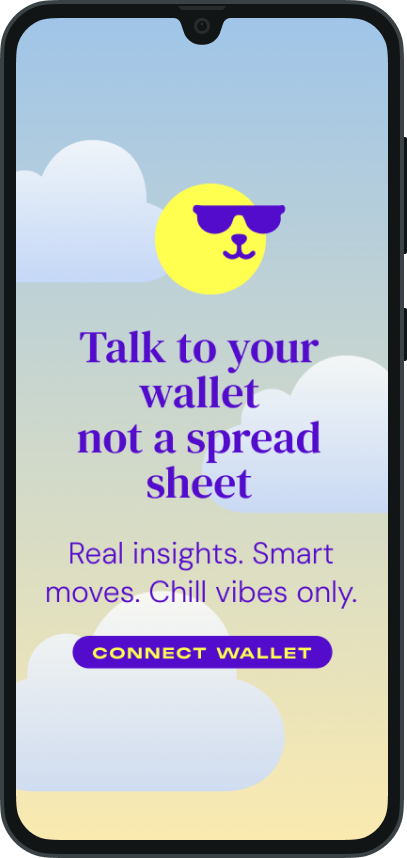 Talk to your
wallet
not a spread
sheet
Real insights. Smart
moves. Chill vibes only.
CONNECT WALLET